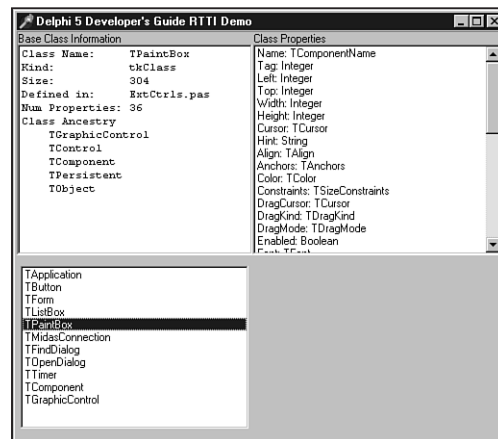 Delphi 5 Developer's Guide RTTI Demo
Base Class Information
Class Name: TPaintBox
Kind: tkClass
Size: 304
Defined in: ExtCtrls.pas
Num Properties: 36
Class Ancestry
TGraphicControl
TControl
TComponent
TPersistent
TObject
Class Properties
Name: TComponentName
Tag: Integer
Left: Integer
Top: Integer
Width: Integer
Height: Integer
Cursor: TCursor
Hint: String
Align: TAlign
Anchors: TAnchors
Color: TColor
Constraints: TSizeConstraints
DragCursor: TCursor
DragKind: TDragKind
DragMode: TDragMode
Enabled: Boolean
Font: TFont
TApplication
TButton
TForm
TListBox
TPaintBox
TMidasConnection
TFindDialog
TOpenDialog
TTimer
TComponent
TGraphicControl